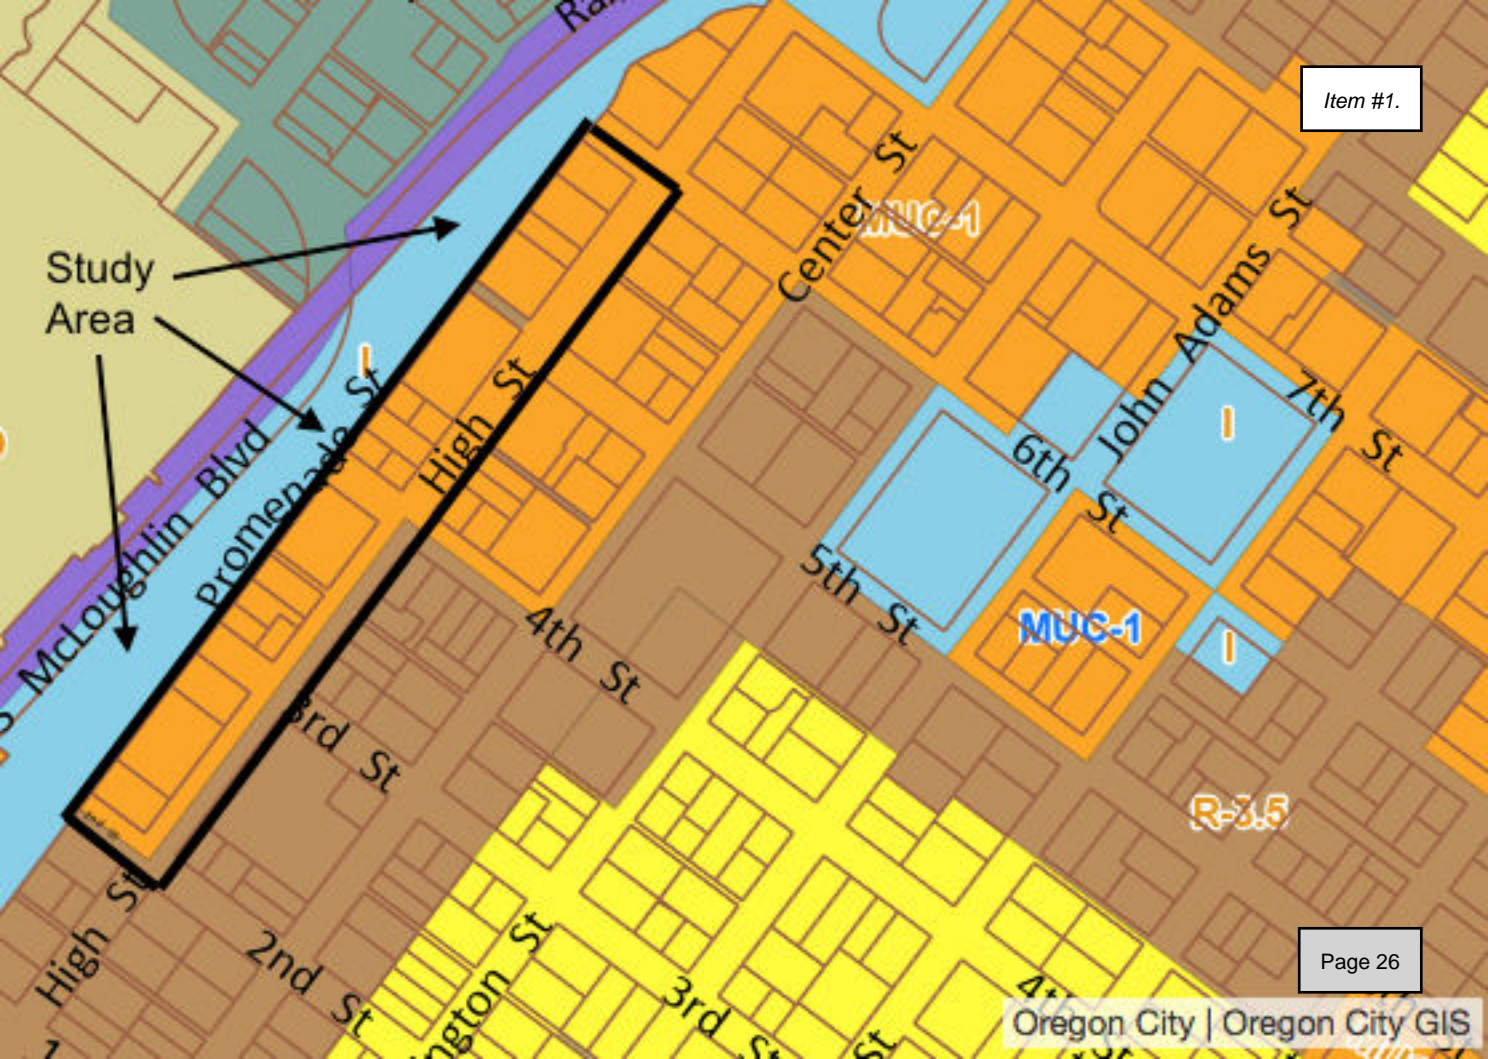 Item #1.
Center St
MUC-1
Study
Area
John Adams St
I
High St
7th St
I
6th St
Promenade St
McLoughlin Blvd
5th St
4th St
MUC-1
I
3rd St
R-3.5
High St
2nd St
3rd St
4th St
Page 26
Oregon City | Oregon City GIS